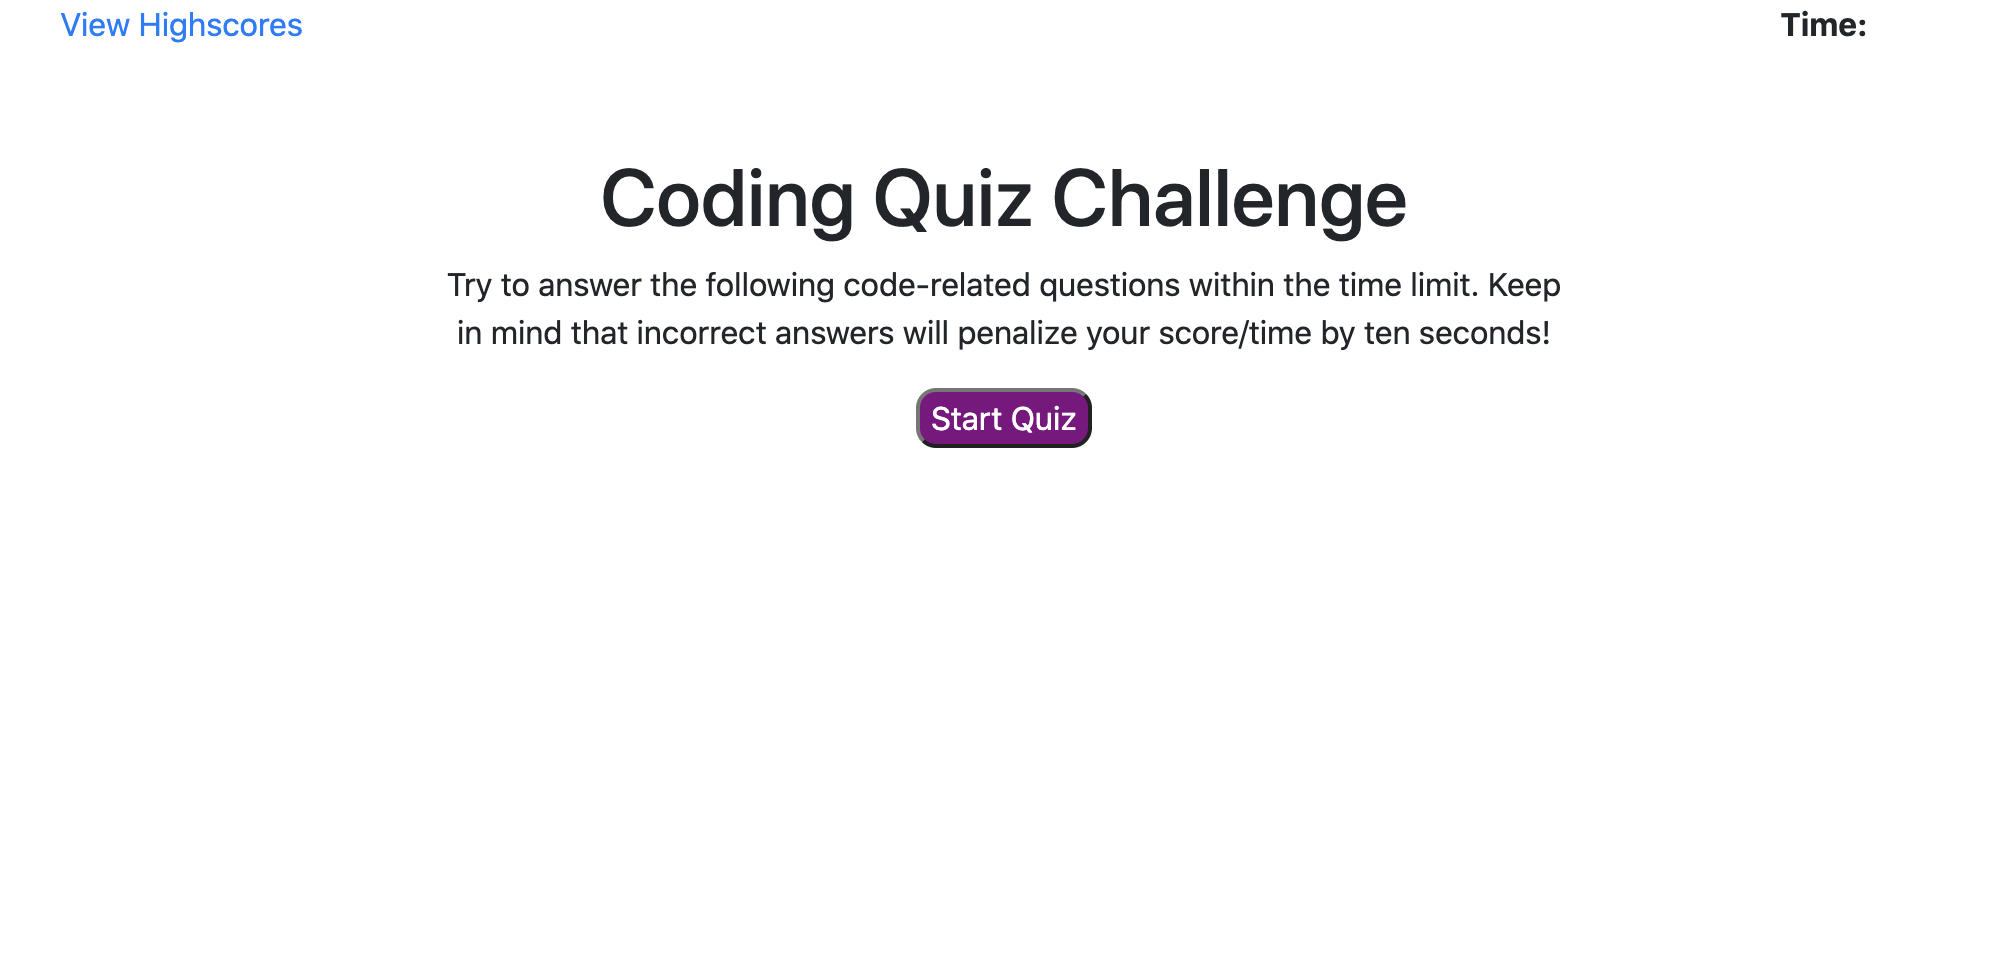 View Highscores
Time:
Coding Quiz Challenge
Try to answer the following code-related questions within the time limit. Keep
in mind that incorrect answers will penalize your score/time by ten seconds!
Start Quiz